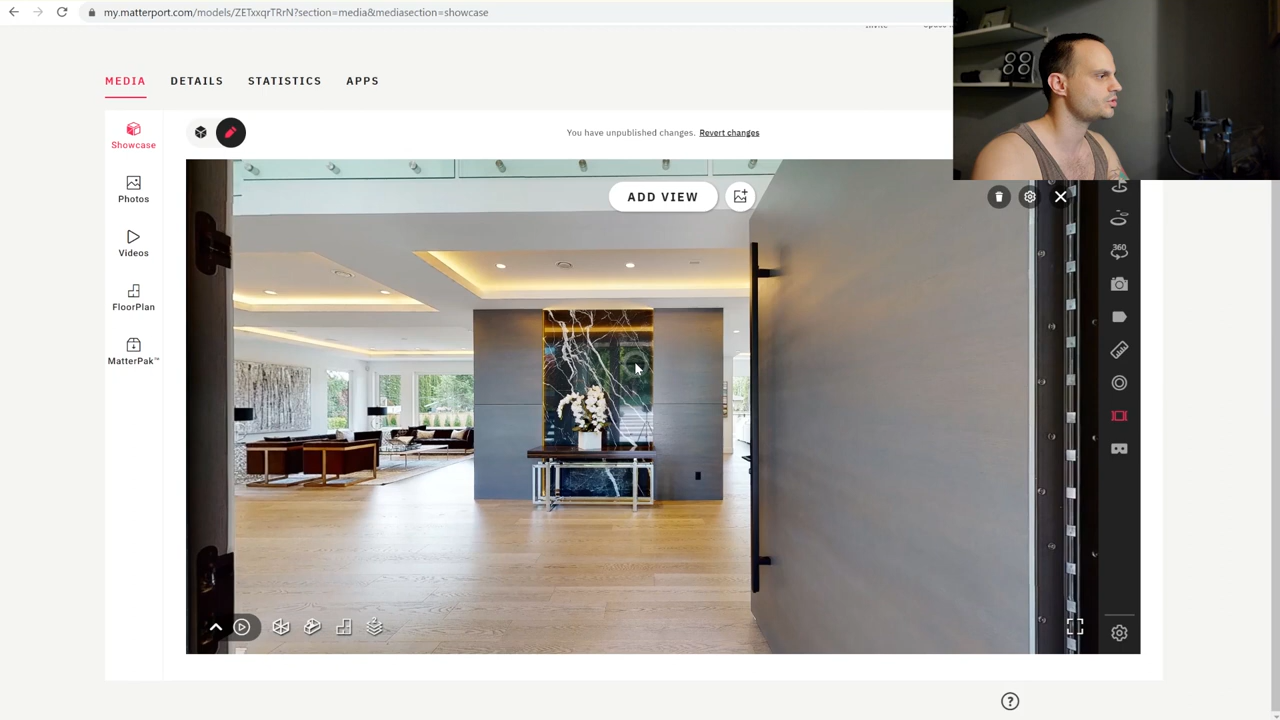 my.matterport.com/models/ZETxxqrTRrN?section=media&mediasection=showcase
MEDIA DETAILS STATISTICS APPS
Showcase
Photos
Videos
FloorPlan
MatterPak™
You have unpublished changes. Revert changes
ADD VIEW
360